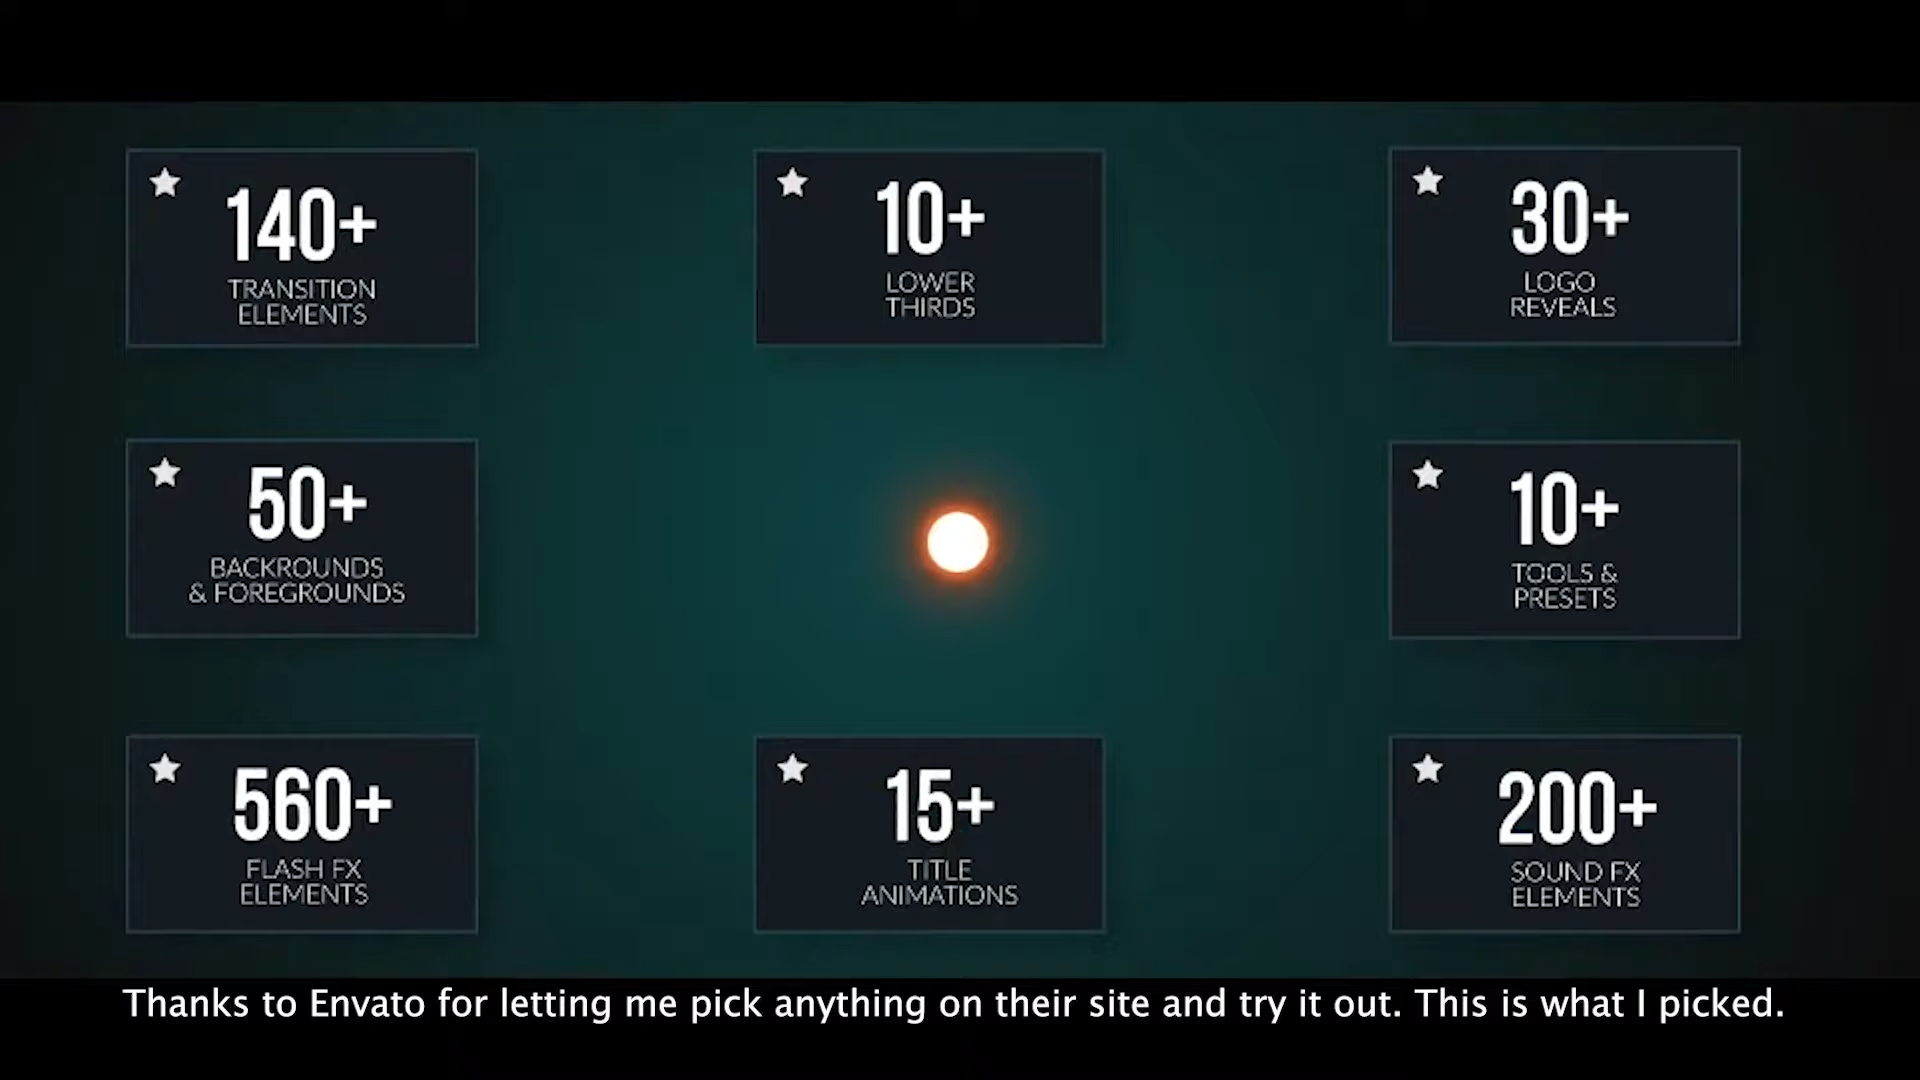 140+
TRANSITION
ELEMENTS
10+
LOWER
THIRDS
30+
LOGO
REVEALS
50+
BACKROUNDS
& FOREGROUNDS
10+
TOOLS &
PRESETS
560+
FLASH FX
ELEMENTS
15+
TITLE
ANIMATIONS
200+
SOUND FX
ELEMENTS
Thanks to Envato for letting me pick anything on their site and try it out. This is what I picked.